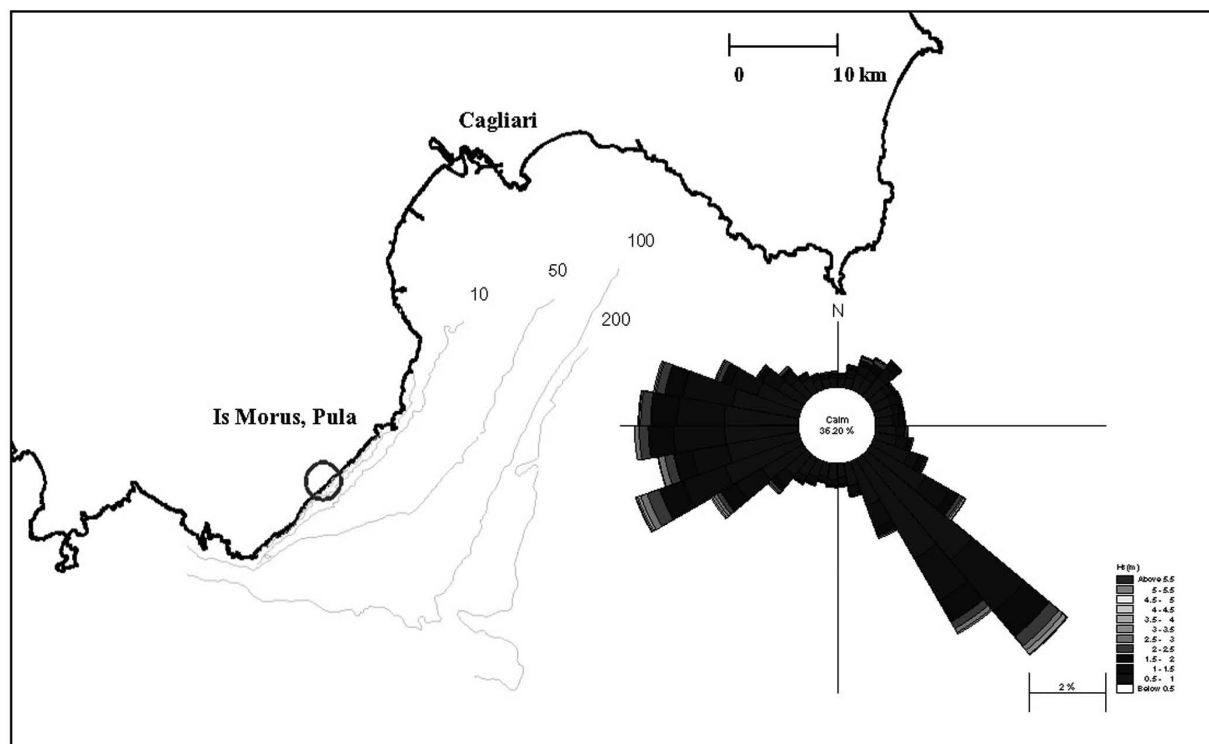 0 10 km
Cagliari
100
50
10
200
N
Is Morus, Pula
Calm
35.20 %
Hs (m)
Above 5.5
5 - 5.5
4.5 - 5
4 - 4.5
3.5 - 4
3 - 3.5
2.5 - 3
2 - 2.5
1.5 - 2
1 - 1.5
0.5 - 1
Below 0.5
2 %